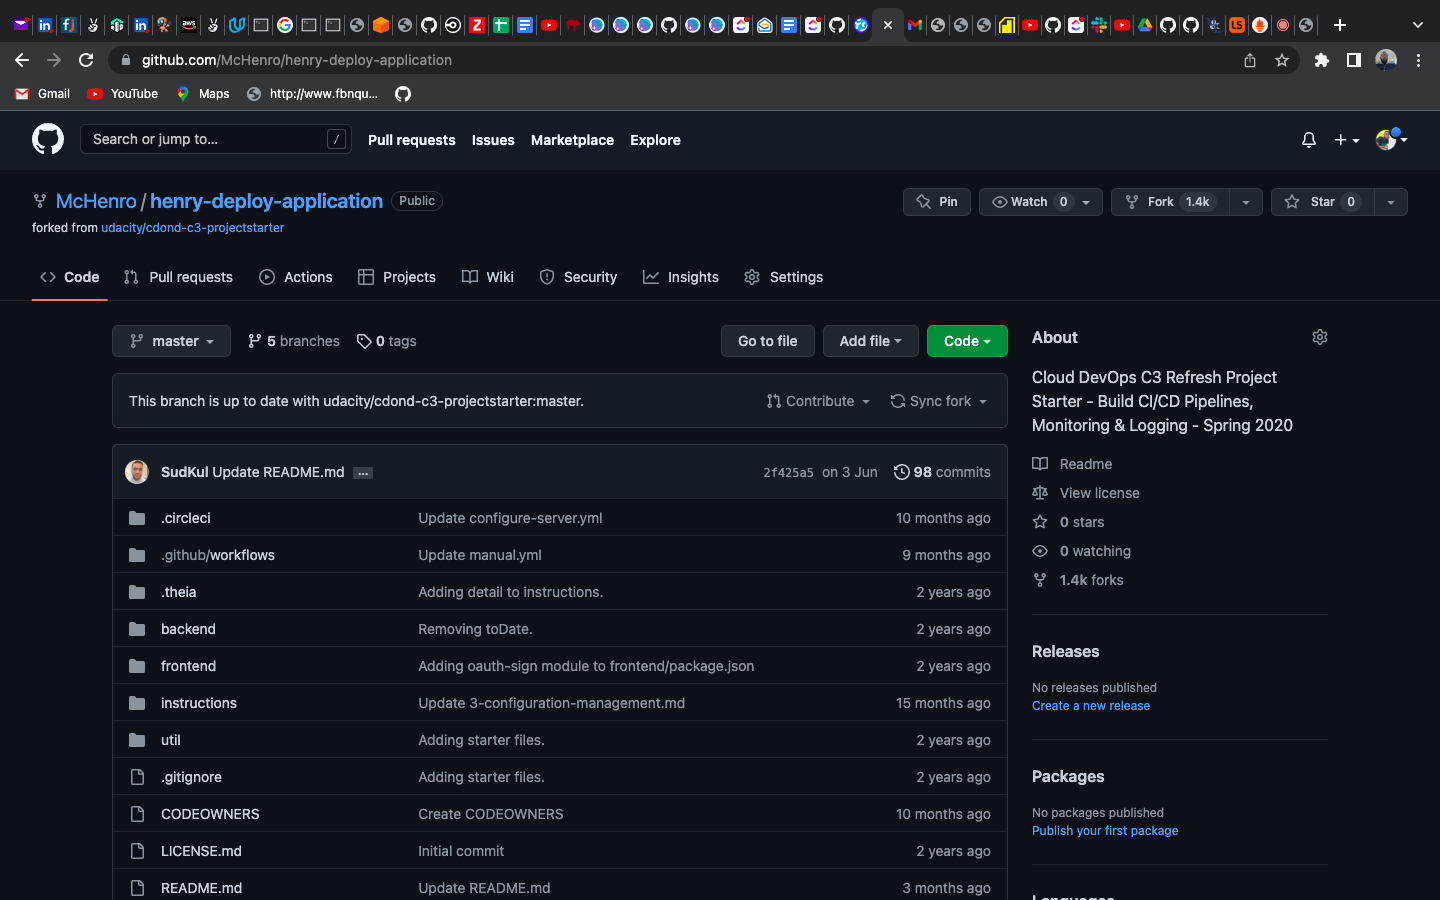 github.com/McHenro/henry-deploy-application
Gmail YouTube Maps http://www.fbnqu...
Search or jump to... / Pull requests Issues Marketplace Explore
McHenro / henry-deploy-application Public Pin Watch 0 Fork 1.4k Star 0
forked from udacity/cdond-c3-projectstarter
Code Pull requests Actions Projects Wiki Security Insights Settings
master 5 branches 0 tags Go to file Add file Code
This branch is up to date with udacity/cdond-c3-projectstarter:master. Contribute Sync fork
SudKul Update README.md ... 2f425a5 on 3 Jun 98 commits
.circleci Update configure-server.yml 10 months ago
.github/workflows Update manual.yml 9 months ago
.theia Adding detail to instructions. 2 years ago
backend Removing toDate. 2 years ago
frontend Adding oauth-sign module to frontend/package.json 2 years ago
instructions Update 3-configuration-management.md 15 months ago
util Adding starter files. 2 years ago
.gitignore Adding starter files. 2 years ago
CODEOWNERS Create CODEOWNERS 10 months ago
LICENSE.md Initial commit 2 years ago
README.md Update README.md 3 months ago
About
Cloud DevOps C3 Refresh Project
Starter - Build CI/CD Pipelines,
Monitoring & Logging - Spring 2020
Readme
View license
0 stars
0 watching
1.4k forks
Releases
No releases published
Create a new release
Packages
No packages published
Publish your first package
Languages